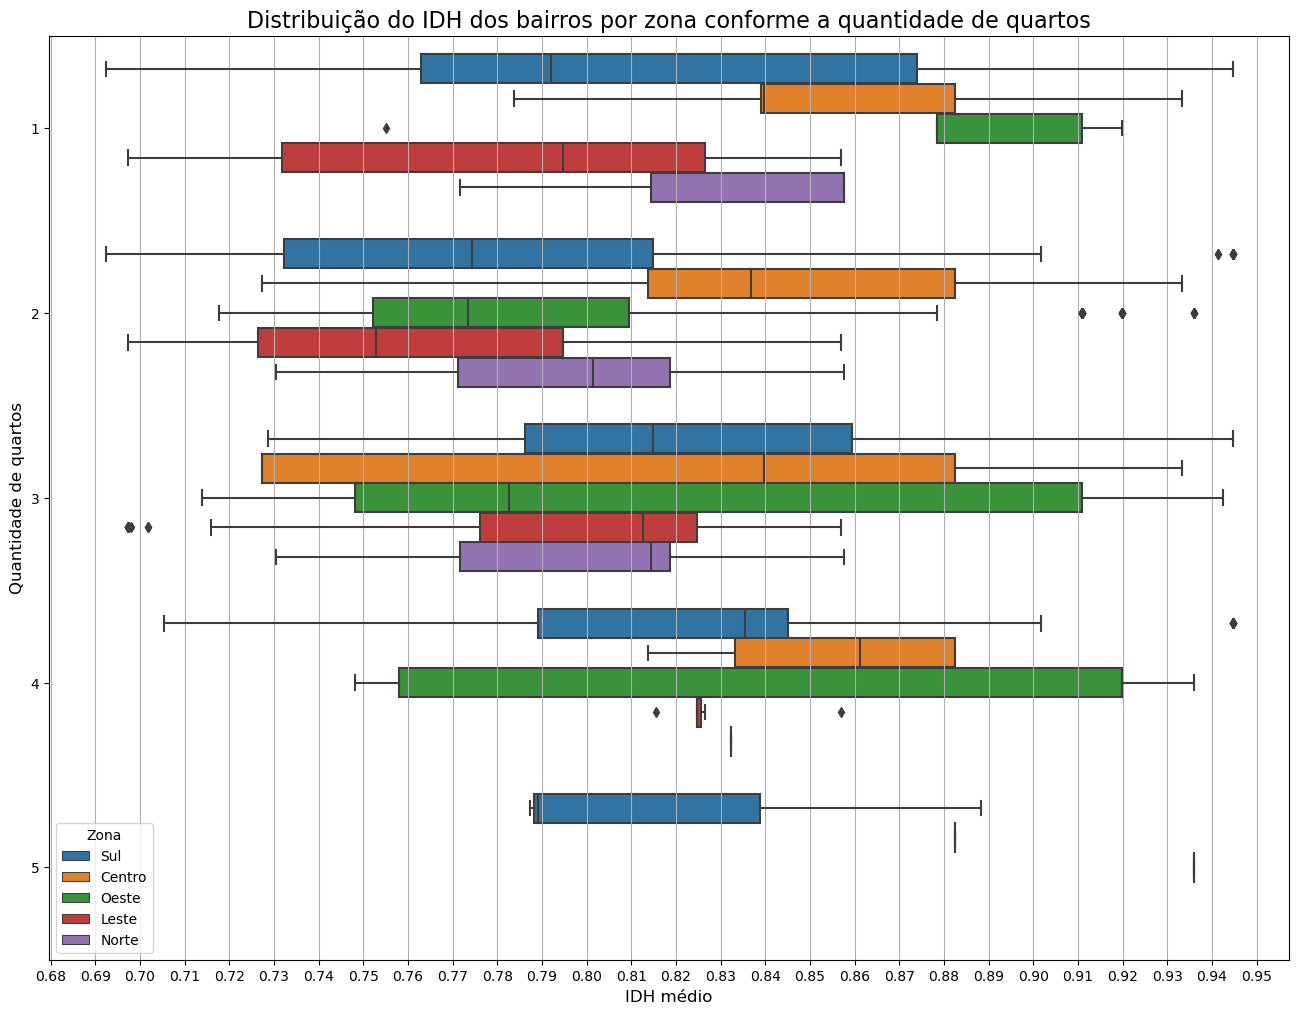 Distribuição do IDH dos bairros por zona conforme a quantidade de quartos
Quantidade de quartos
1
2
3
4
5
Zona
Sul
Centro
Oeste
Leste
Norte
0.68 0.69 0.70 0.71 0.72 0.73 0.74 0.75 0.76 0.77 0.78 0.79 0.80 0.81 0.82 0.83 0.84 0.85 0.86 0.87 0.88 0.89 0.90 0.91 0.92 0.93 0.94 0.95
IDH médio